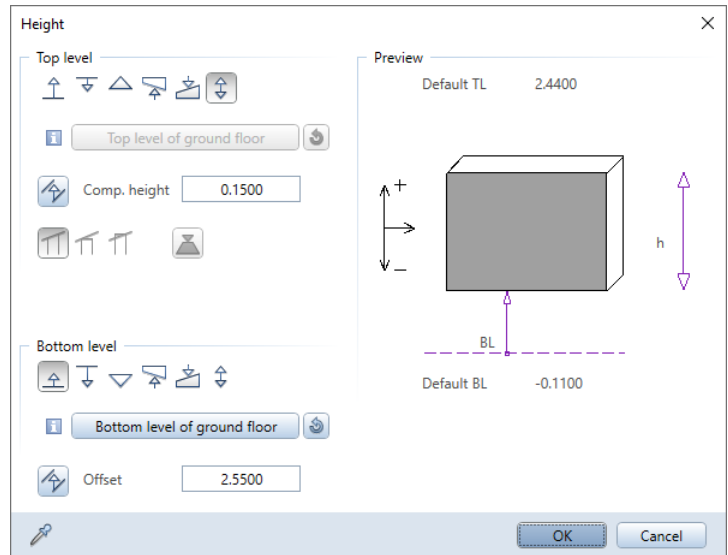 Height
Top level
Top level of ground floor
Comp. height 0.1500
Bottom level
Bottom level of ground floor
Offset 2.5500
Preview
Default TL 2.4400
+
−
h
BL
Default BL -0.1100
OK Cancel